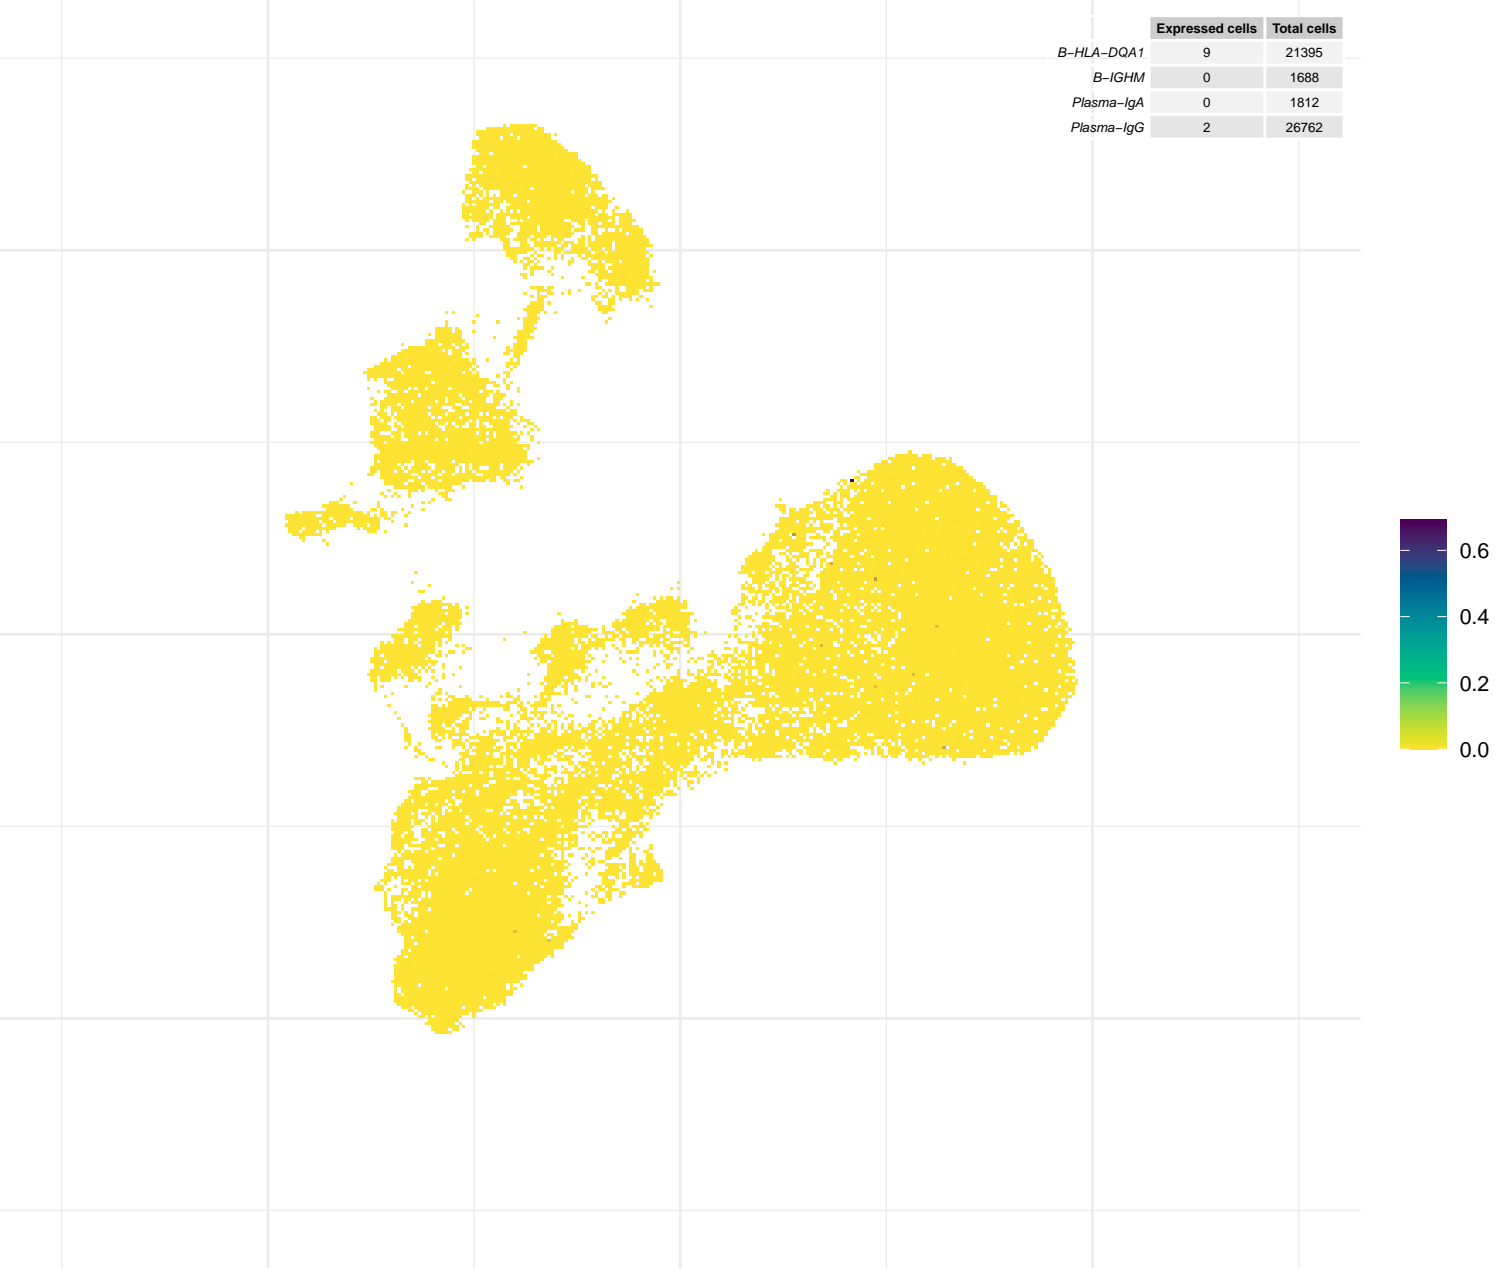 Expressed cells Total cells
B−HLA−DQA1 9 21395
B−IGHM 0 1688
Plasma−IgA 0 1812
Plasma−IgG 2 26762
0.6
0.4
0.2
0.0